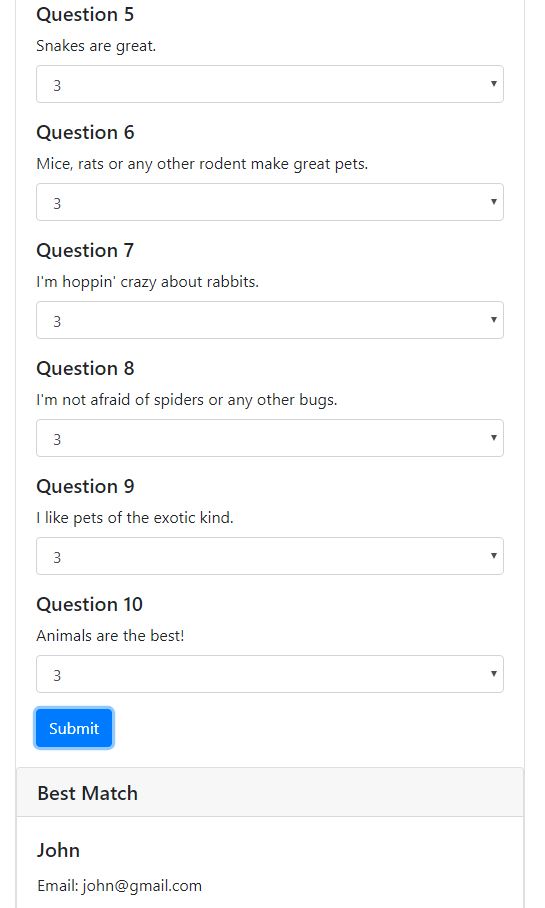 Question 5
Snakes are great.
3
Question 6
Mice, rats or any other rodent make great pets.
3
Question 7
I'm hoppin' crazy about rabbits.
3
Question 8
I'm not afraid of spiders or any other bugs.
3
Question 9
I like pets of the exotic kind.
3
Question 10
Animals are the best!
3
Submit
Best Match
John
Email: john@gmail.com